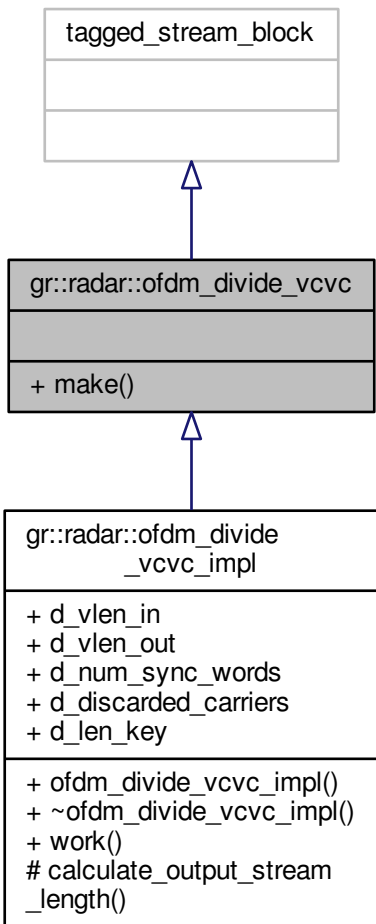 tagged_stream_block
gr::radar::ofdm_divide_vcvc
+ make()
gr::radar::ofdm_divide
_vcvc_impl
+ d_vlen_in
+ d_vlen_out
+ d_num_sync_words
+ d_discarded_carriers
+ d_len_key
+ ofdm_divide_vcvc_impl()
+ ~ofdm_divide_vcvc_impl()
+ work()
# calculate_output_stream
_length()